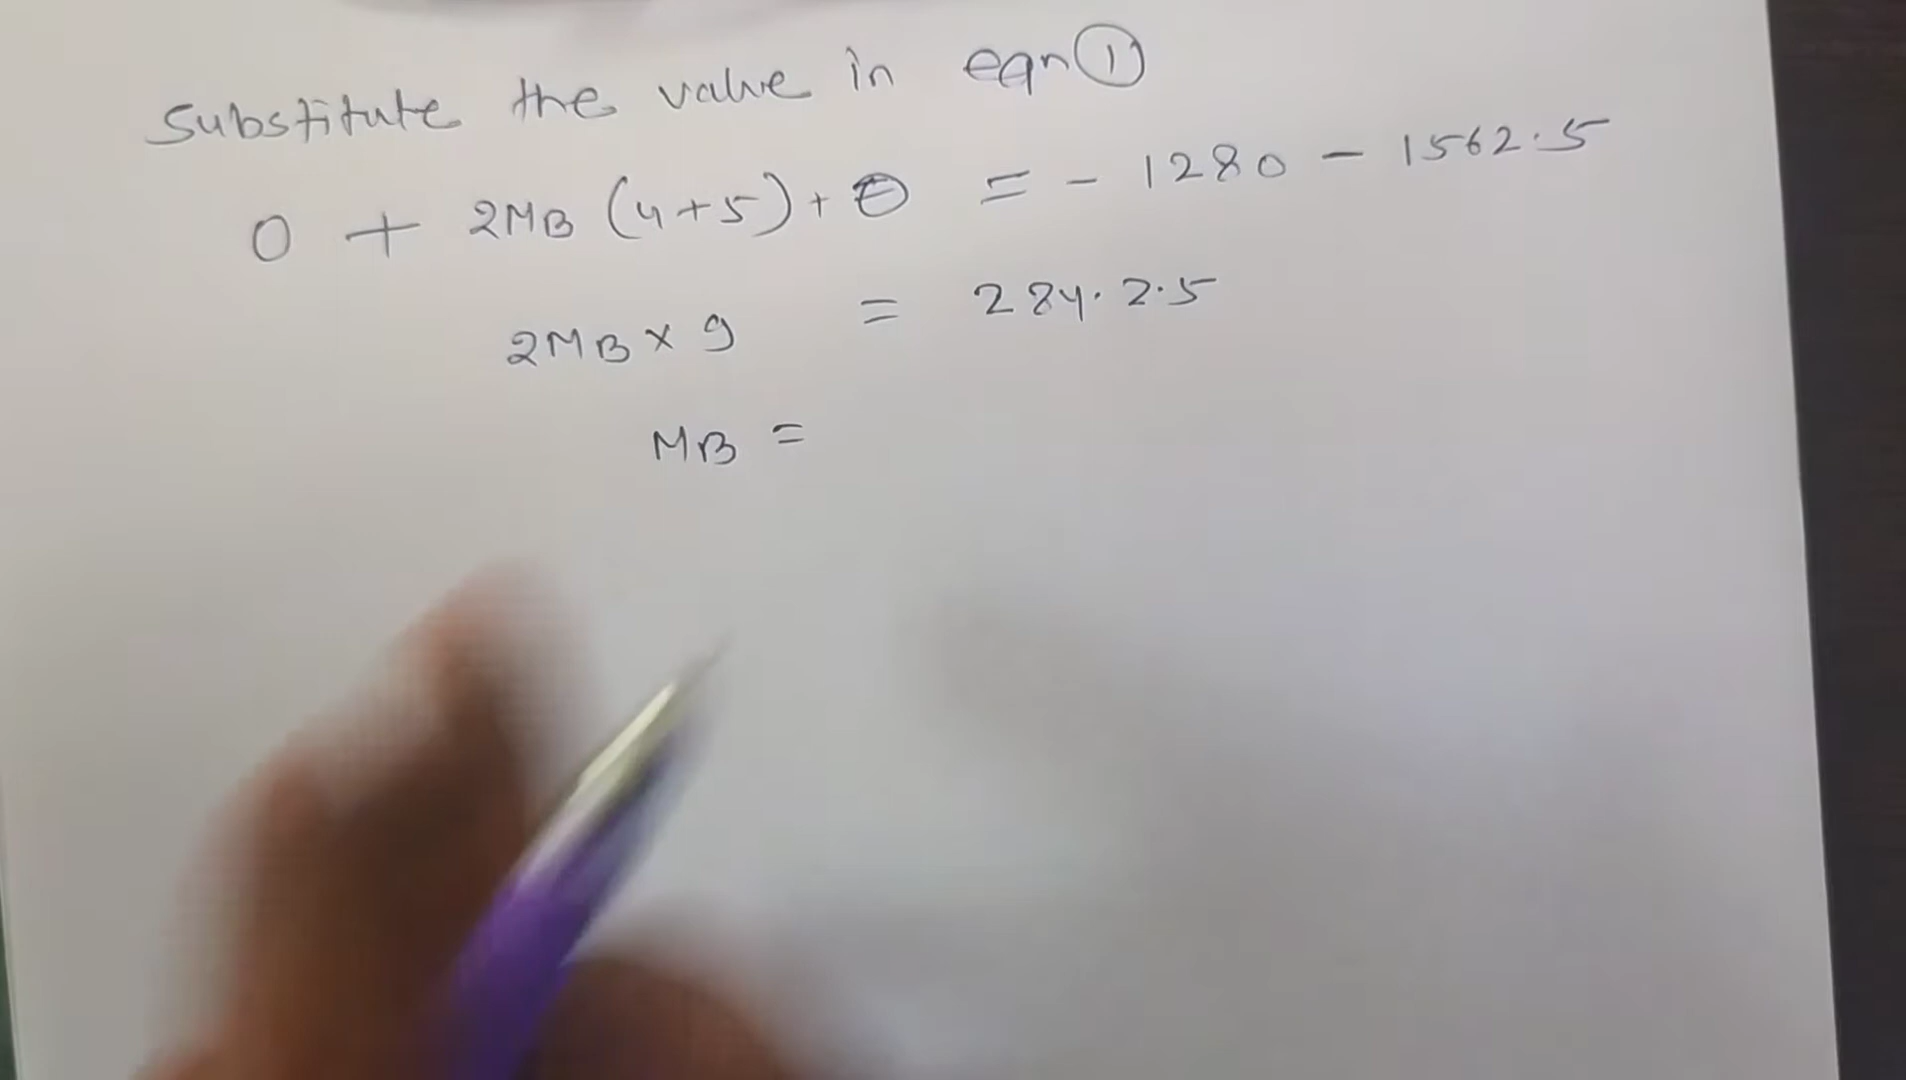 Substitute the value in eqn ①
0 + 2MB (4+5) + 0 = - 1280 - 1562.5
2MB x 9 = 284.2.5
MB =